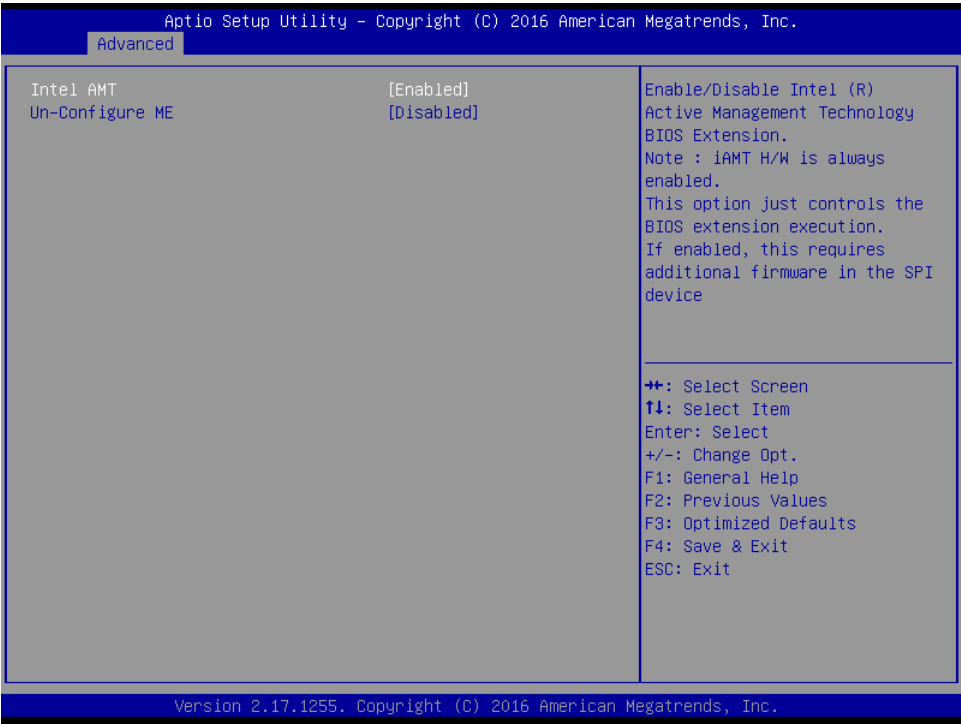 Aptio Setup Utility – Copyright (C) 2016 American Megatrends, Inc.
Advanced
Intel AMT [Enabled]
Un-Configure ME [Disabled]
Enable/Disable Intel (R)
Active Management Technology
BIOS Extension.
Note : iAMT H/W is always
enabled.
This option just controls the
BIOS extension execution.
If enabled, this requires
additional firmware in the SPI
device
→←: Select Screen
↑↓: Select Item
Enter: Select
+/-: Change Opt.
F1: General Help
F2: Previous Values
F3: Optimized Defaults
F4: Save & Exit
ESC: Exit
Version 2.17.1255. Copyright (C) 2016 American Megatrends, Inc.